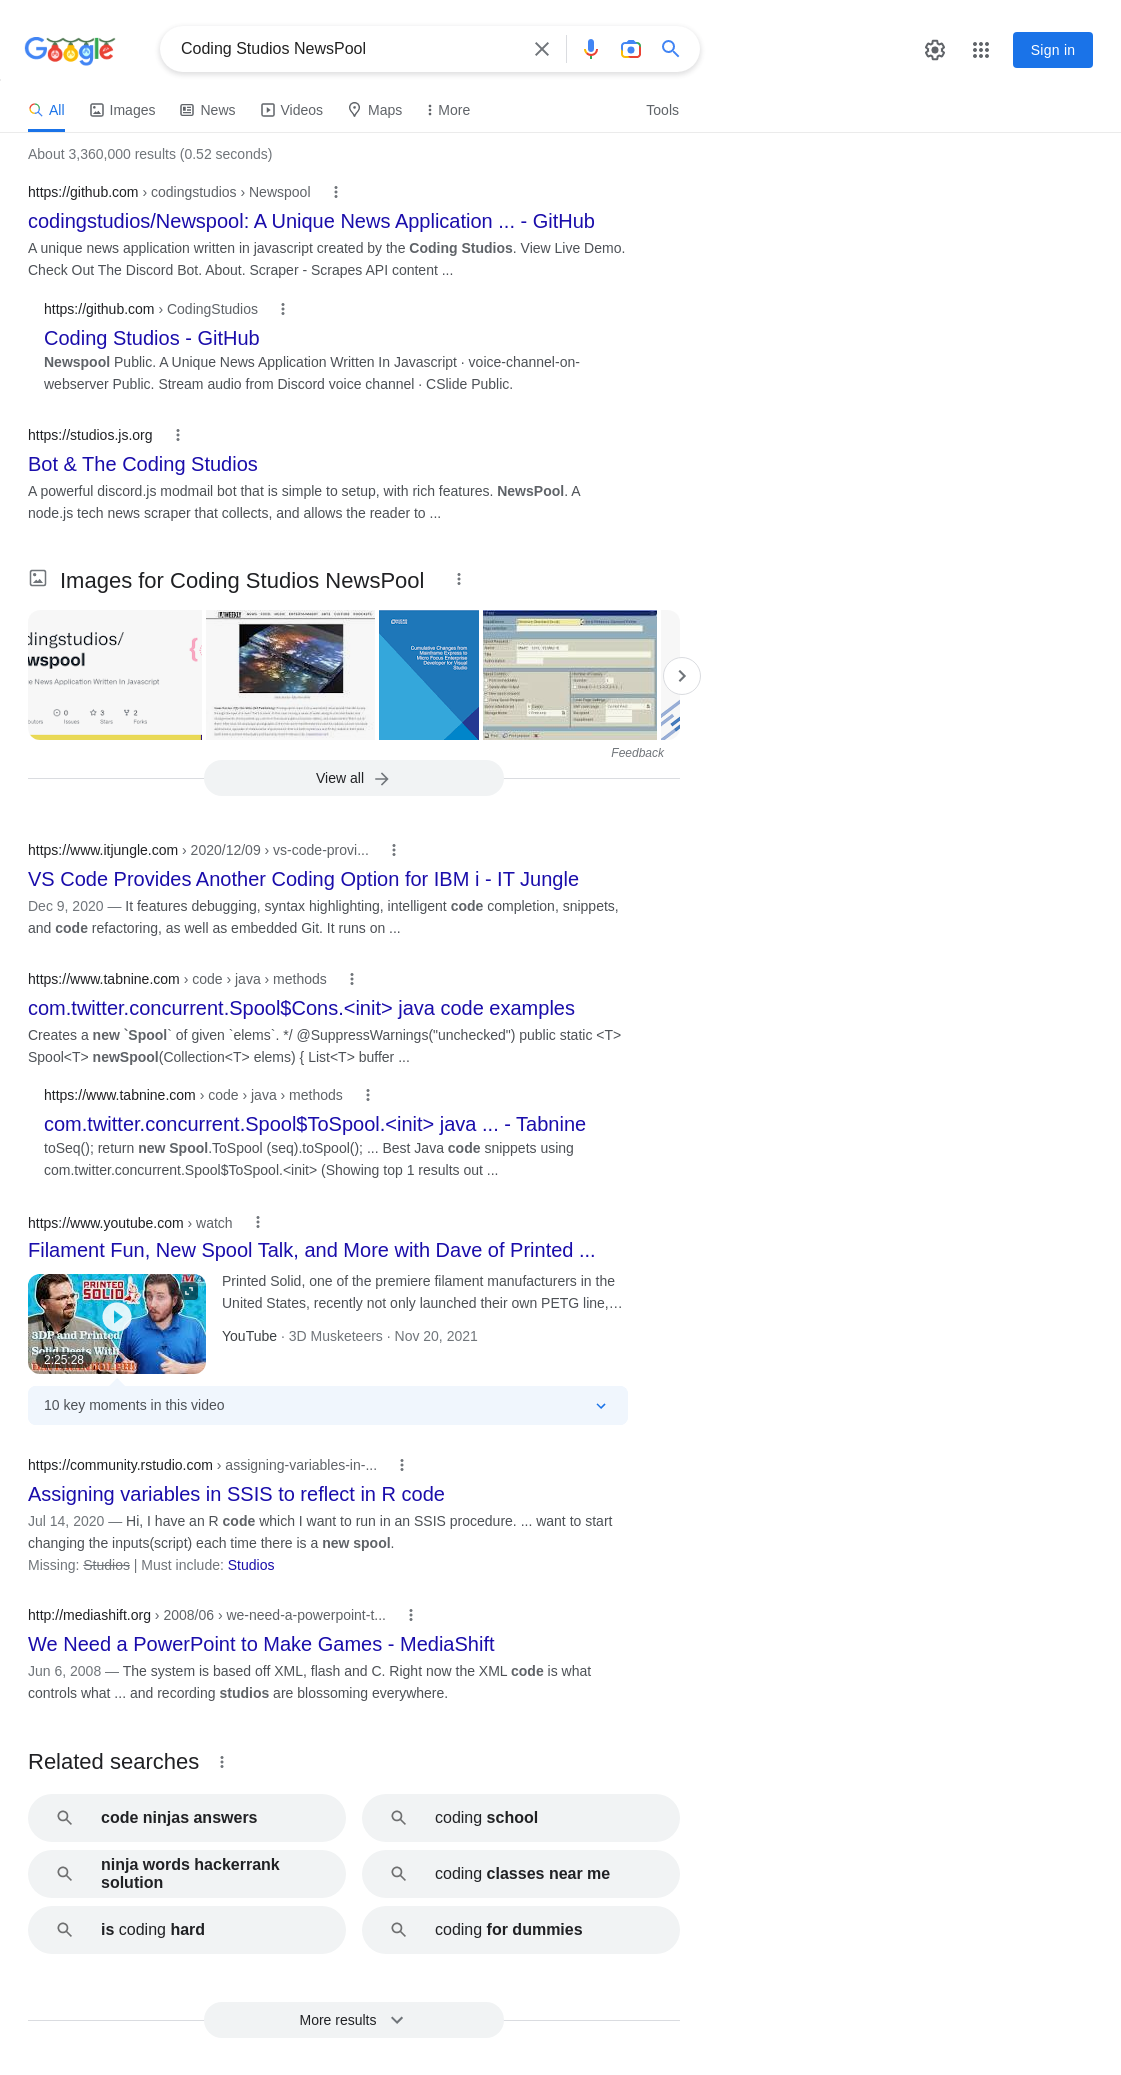 Google
Coding Studios NewsPool
Sign in
All
Images
News
Videos
Maps
More
Tools
About 3,360,000 results (0.52 seconds)
https://github.com › codingstudios › Newspool
codingstudios/Newspool: A Unique News Application ... - GitHub
A unique news application written in javascript created by the Coding Studios. View Live Demo.
Check Out The Discord Bot. About. Scraper - Scrapes API content ...
https://github.com › CodingStudios
Coding Studios - GitHub
Newspool Public. A Unique News Application Written In Javascript · voice-channel-on-
webserver Public. Stream audio from Discord voice channel · CSlide Public.
https://studios.js.org
Bot & The Coding Studios
A powerful discord.js modmail bot that is simple to setup, with rich features. NewsPool. A
node.js tech news scraper that collects, and allows the reader to ...
Images for Coding Studios NewsPool
dingstudios/
wspool
e News Application Written In Javascript
0
3
2
Issues
Stars
Forks
Cumulative Changes from
Mainframe Express to
Micro Focus Enterprise
Developer for Visual
Studio
Feedback
View all
https://www.itjungle.com › 2020/12/09 › vs-code-provi...
VS Code Provides Another Coding Option for IBM i - IT Jungle
Dec 9, 2020 — It features debugging, syntax highlighting, intelligent code completion, snippets,
and code refactoring, as well as embedded Git. It runs on ...
https://www.tabnine.com › code › java › methods
com.twitter.concurrent.Spool$Cons.<init> java code examples
Creates a new `Spool` of given `elems`. */ @SuppressWarnings("unchecked") public static <T>
Spool<T> newSpool(Collection<T> elems) { List<T> buffer ...
https://www.tabnine.com › code › java › methods
com.twitter.concurrent.Spool$ToSpool.<init> java ... - Tabnine
toSeq(); return new Spool.ToSpool (seq).toSpool(); ... Best Java code snippets using
com.twitter.concurrent.Spool$ToSpool.<init> (Showing top 1 results out ...
https://www.youtube.com › watch
Filament Fun, New Spool Talk, and More with Dave of Printed ...
PRINTED
SOLID
3DP and Printed
Solid Deets With
2:25:28
Printed Solid, one of the premiere filament manufacturers in the
United States, recently not only launched their own PETG line,…
YouTube · 3D Musketeers · Nov 20, 2021
10 key moments in this video
https://community.rstudio.com › assigning-variables-in-...
Assigning variables in SSIS to reflect in R code
Jul 14, 2020 — Hi, I have an R code which I want to run in an SSIS procedure. ... want to start
changing the inputs(script) each time there is a new spool.
Missing: Studios | Must include: Studios
http://mediashift.org › 2008/06 › we-need-a-powerpoint-t...
We Need a PowerPoint to Make Games - MediaShift
Jun 6, 2008 — The system is based off XML, flash and C. Right now the XML code is what
controls what ... and recording studios are blossoming everywhere.
Related searches
code ninjas answers
coding school
ninja words hackerrank
solution
coding classes near me
is coding hard
coding for dummies
More results